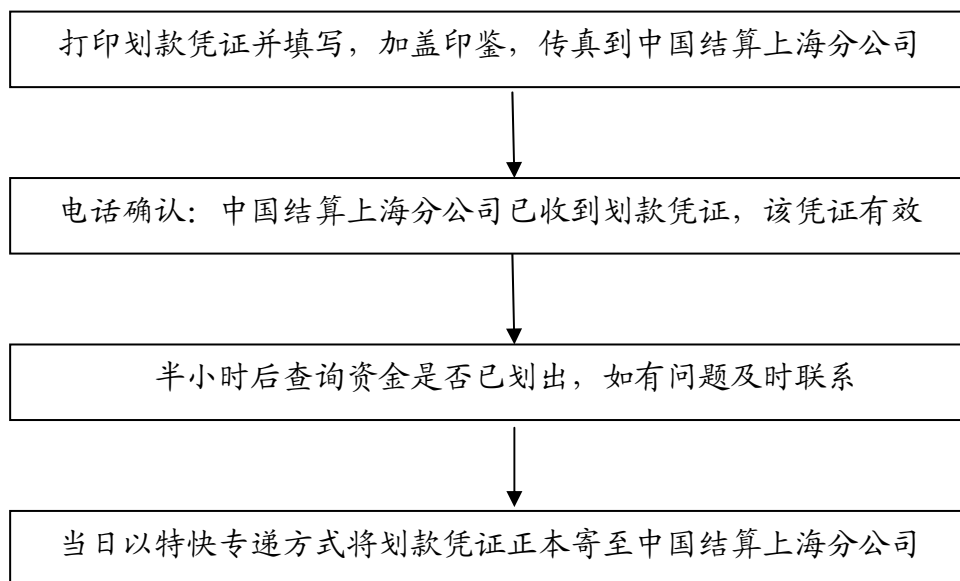 打印划款凭证并填写，加盖印鉴，传真到中国结算上海分公司
电话确认：中国结算上海分公司已收到划款凭证，该凭证有效
半小时后查询资金是否已划出，如有问题及时联系
当日以特快专递方式将划款凭证正本寄至中国结算上海分公司